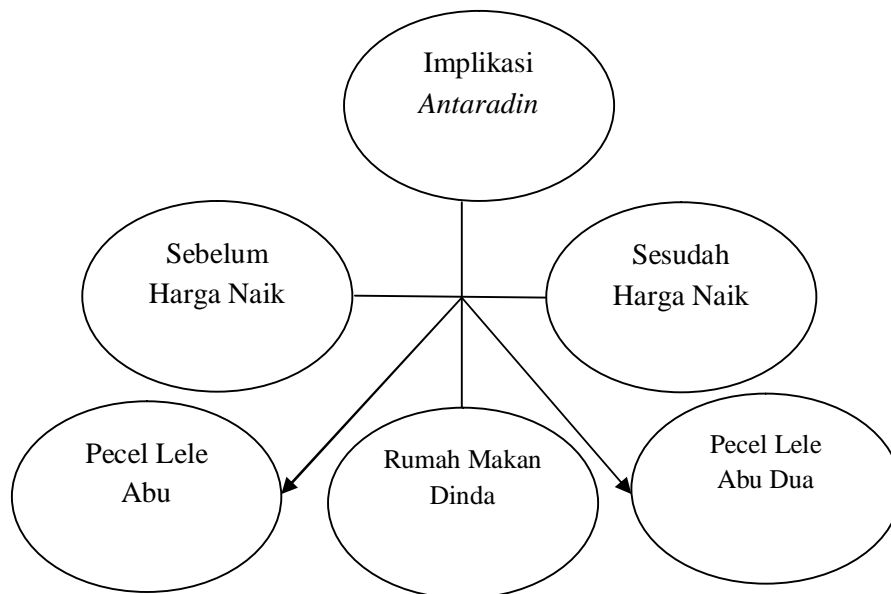 Implikasi
Antaradin
Sebelum
Harga Naik
Sesudah
Harga Naik
Pecel Lele
Abu
Rumah Makan
Dinda
Pecel Lele
Abu Dua